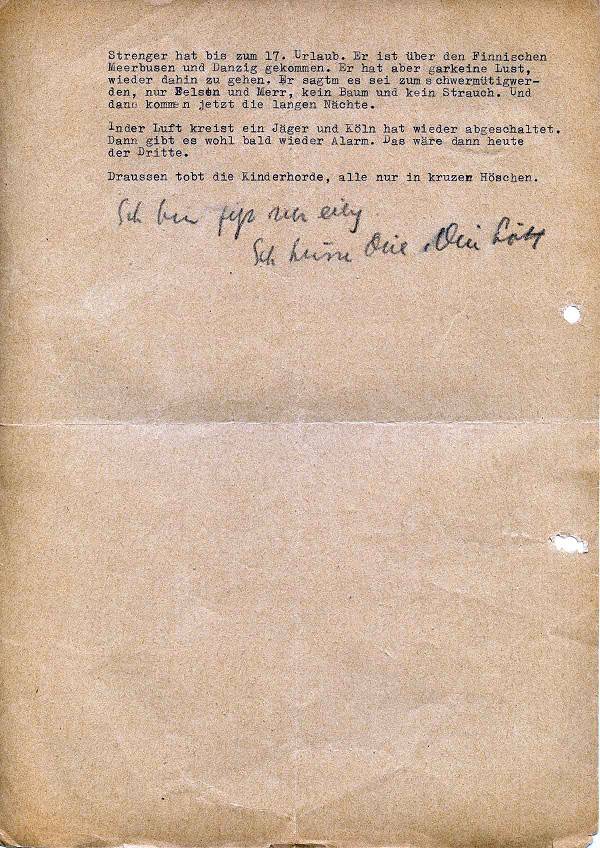 Strenger hat bis zum 17. Urlaub. Er ist über den Finnischen
Meerbusen und Danzig gekommen. Er hat aber garkeine Lust,
wieder dahin zu gehen. Er sagtm es sei zum schwermütigwer-
den, nur Felsen und Merr, kein Baum und kein Strauch. Und
dann kommen jetzt die langen Nächte.
Inder Luft kreist ein Jäger und Köln hat wieder abgeschaltet.
Dann gibt es wohl bald wieder Alarm. Das wäre dann heute
der Dritte.
Draussen tobt die Kinderhorde, alle nur in kruzen Höschen.
Ich bin sehr eilig.
Ich küsse Dein